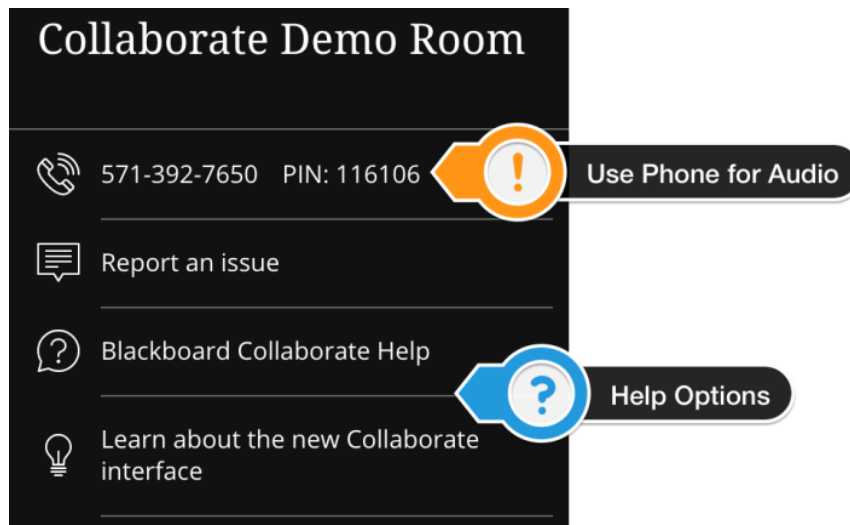 Collaborate Demo Room
571-392-7650 PIN: 116106
Use Phone for Audio
Report an issue
Blackboard Collaborate Help
Help Options
Learn about the new Collaborate
interface